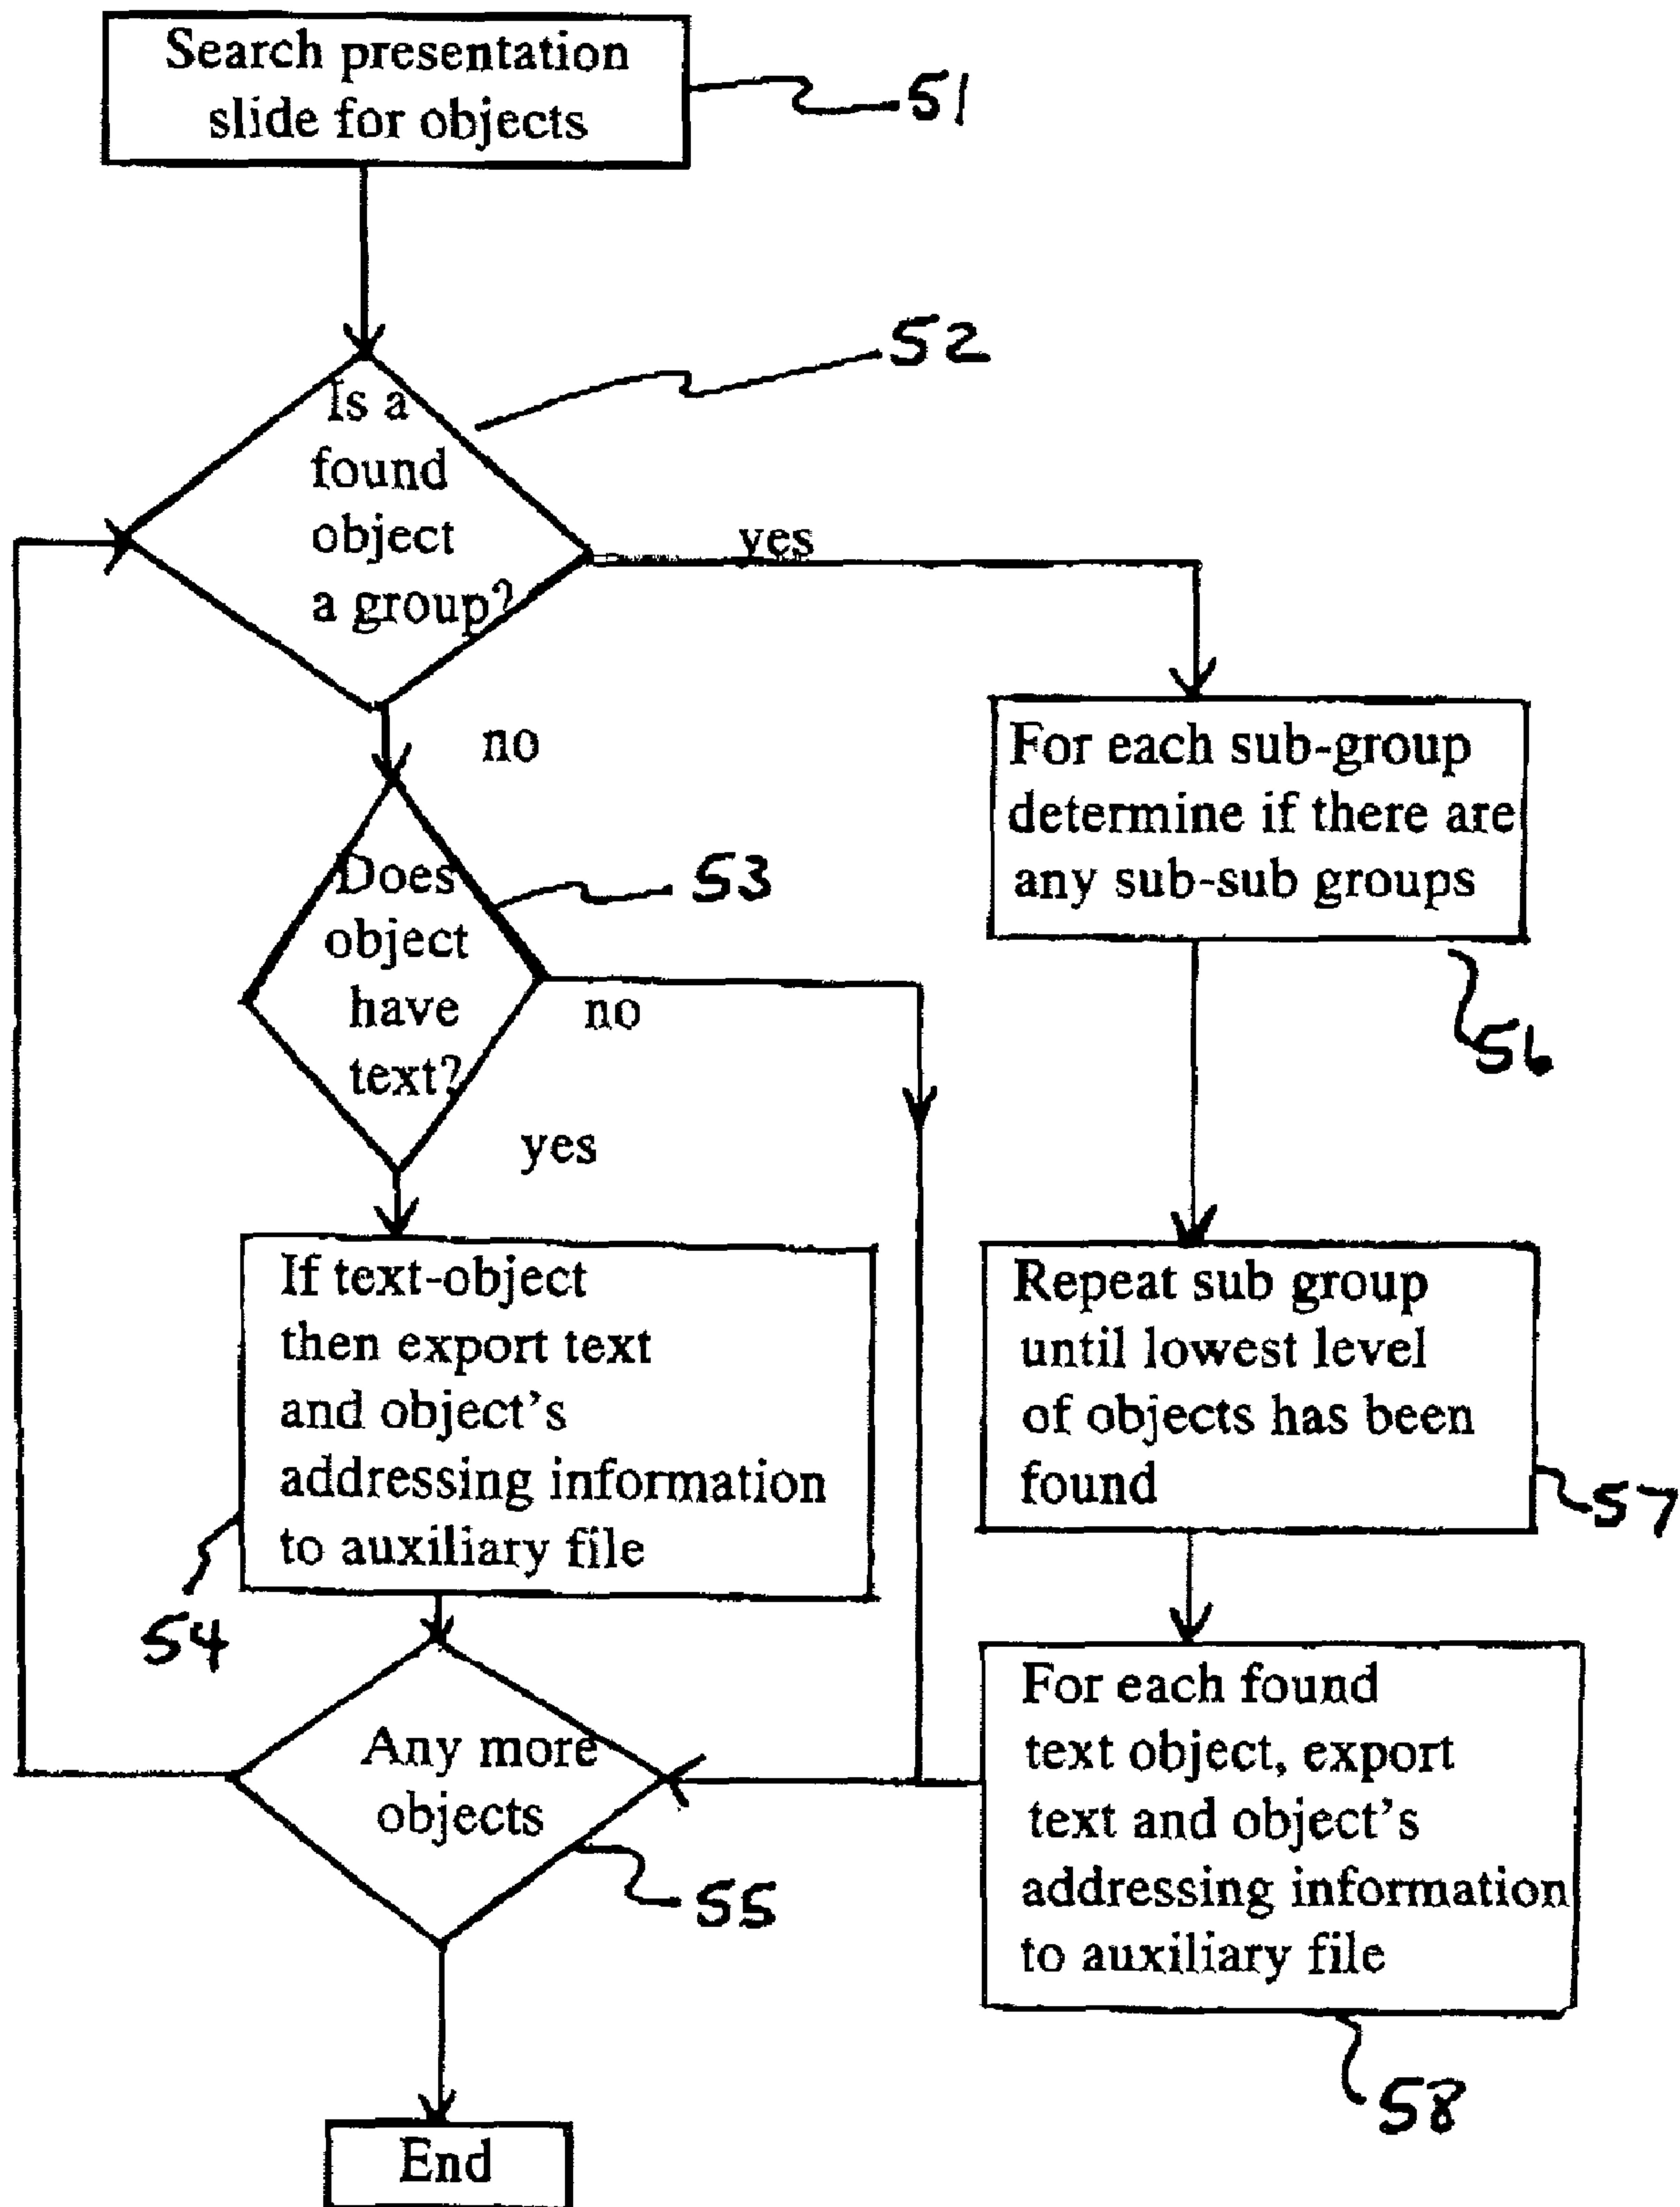 Search presentation
slide for objects
51
52
Is a
found
object
a group?
yes
no
For each sub-group
determine if there are
any sub-sub groups
56
Does
object
have
text?
53
no
yes
If text-object
then export text
and object's
addressing information
to auxiliary file
54
Repeat sub group
until lowest level
of objects has been
found
57
For each found
text object, export
text and object's
addressing information
to auxiliary file
58
Any more
objects
55
End